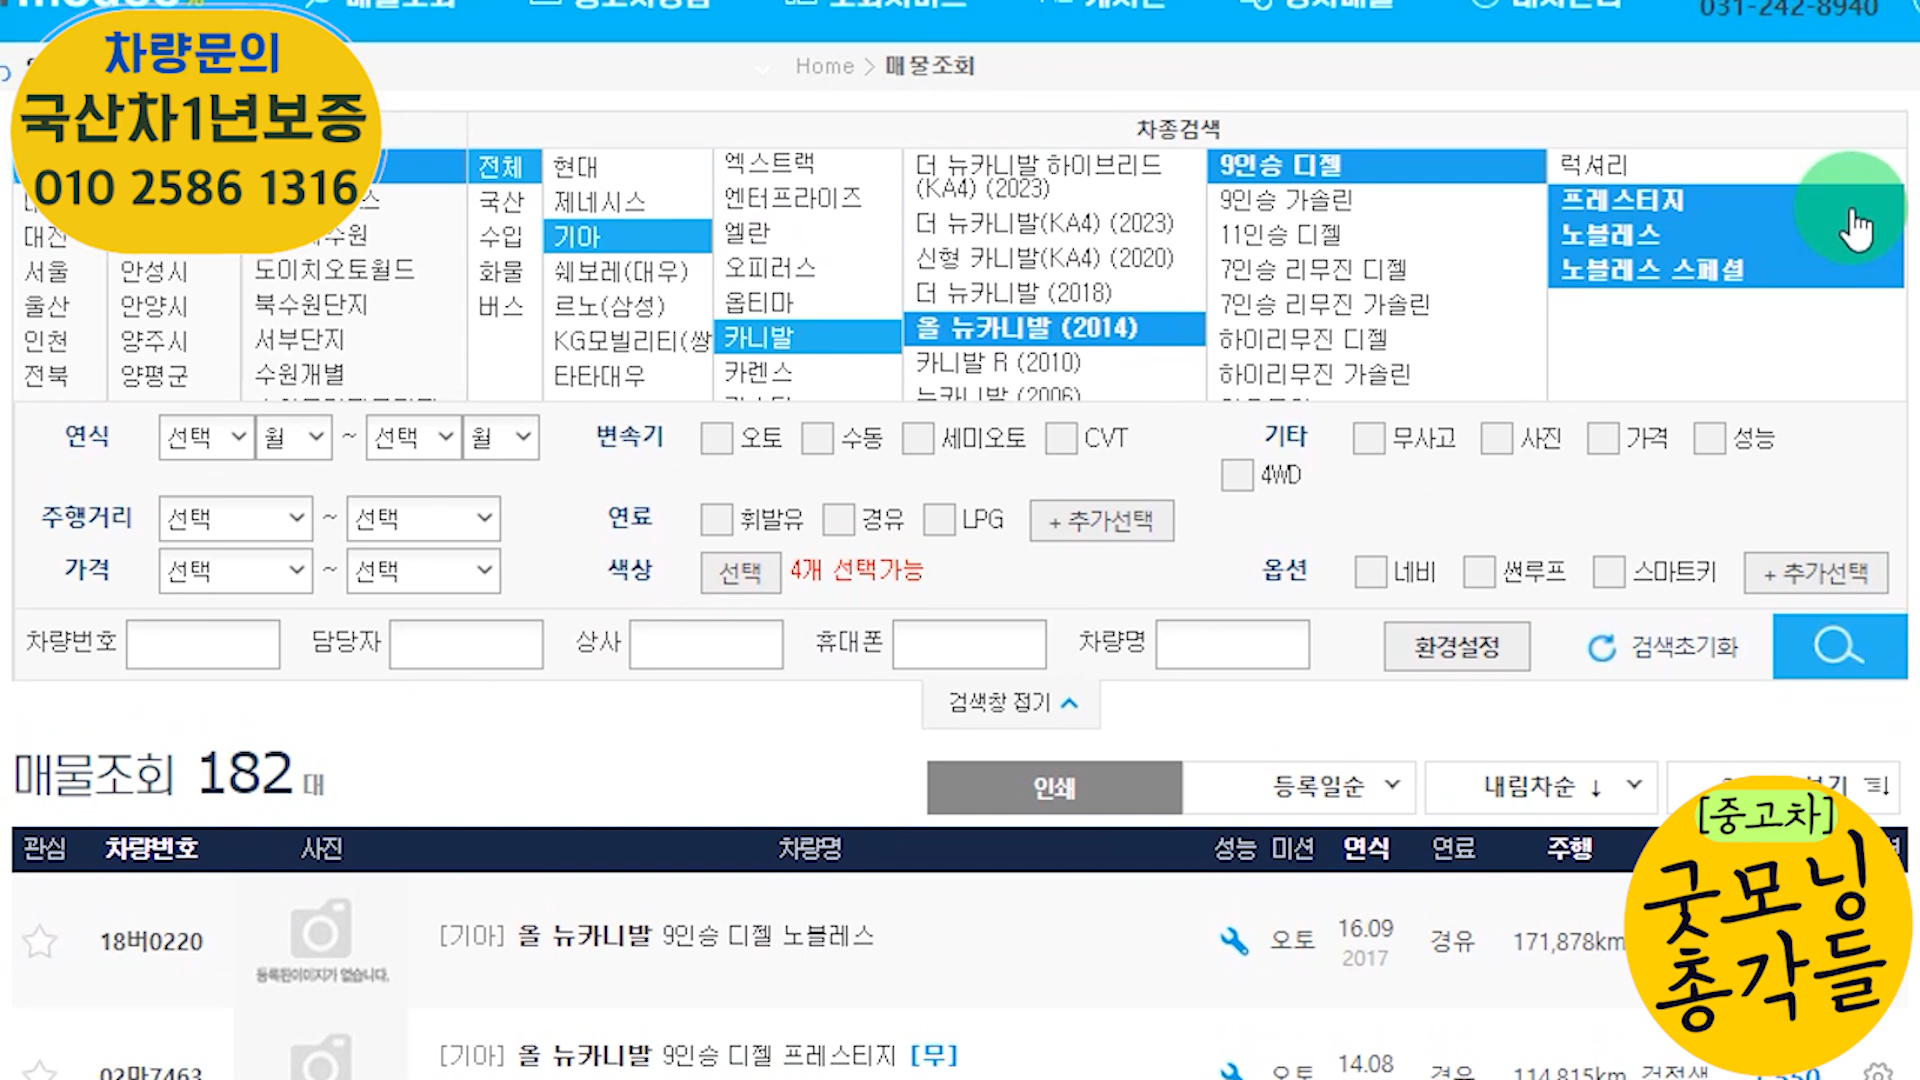 031-242-8940
차량문의
국산차1년보증
010 2586 1316
Home > 매물조회
차종검색
전체 현대 엑스트랙 더 뉴카니발 하이브리드 (KA4) (2023) 9인승 디젤 럭셔리
국산 제네시스 엔터프라이즈 더 뉴카니발(KA4) (2023) 9인승 가솔린 프레스티지
대전 수입 기아 엘란 신형 카니발(KA4) (2020) 11인승 디젤 노블레스
서울 안성시 도이치오토월드 화물 쉐보레(대우) 오피러스 더 뉴카니발 (2018) 7인승 리무진 디젤 노블레스 스페셜
울산 안양시 북수원단지 버스 르노(삼성) 옵티마 올 뉴카니발 (2014) 7인승 리무진 가솔린
인천 양주시 서부단지 KG모빌리티(쌍 카니발 카니발 R (2010) 하이리무진 디젤
전북 양평군 수원개별 타타대우 카렌스 뉴카니발 (2006) 하이리무진 가솔린
연식 선택 월 ~ 선택 월 변속기 오토 수동 세미오토 CVT 기타 무사고 사진 가격 성능
4WD
주행거리 선택 ~ 선택 연료 휘발유 경유 LPG + 추가선택
가격 선택 ~ 선택 색상 선택 4개 선택가능 옵션 네비 썬루프 스마트키 + 추가선택
차량번호 담당자 상사 휴대폰 차량명 환경설정 검색초기화
검색창 접기
매물조회 182 대
인쇄 등록일순 내림차순 ↓
관심 차량번호 사진 차량명 성능 미션 연식 연료 주행
18버0220 등록된이미지가 없습니다. [기아] 올 뉴카니발 9인승 디젤 노블레스 오토 16.09 2017 경유 171,878km
02마7463 [기아] 올 뉴카니발 9인승 디젤 프레스티지 [무] 오토 14.08 경유 114,815km 검정색
[중고차]
굿모닝
총각들